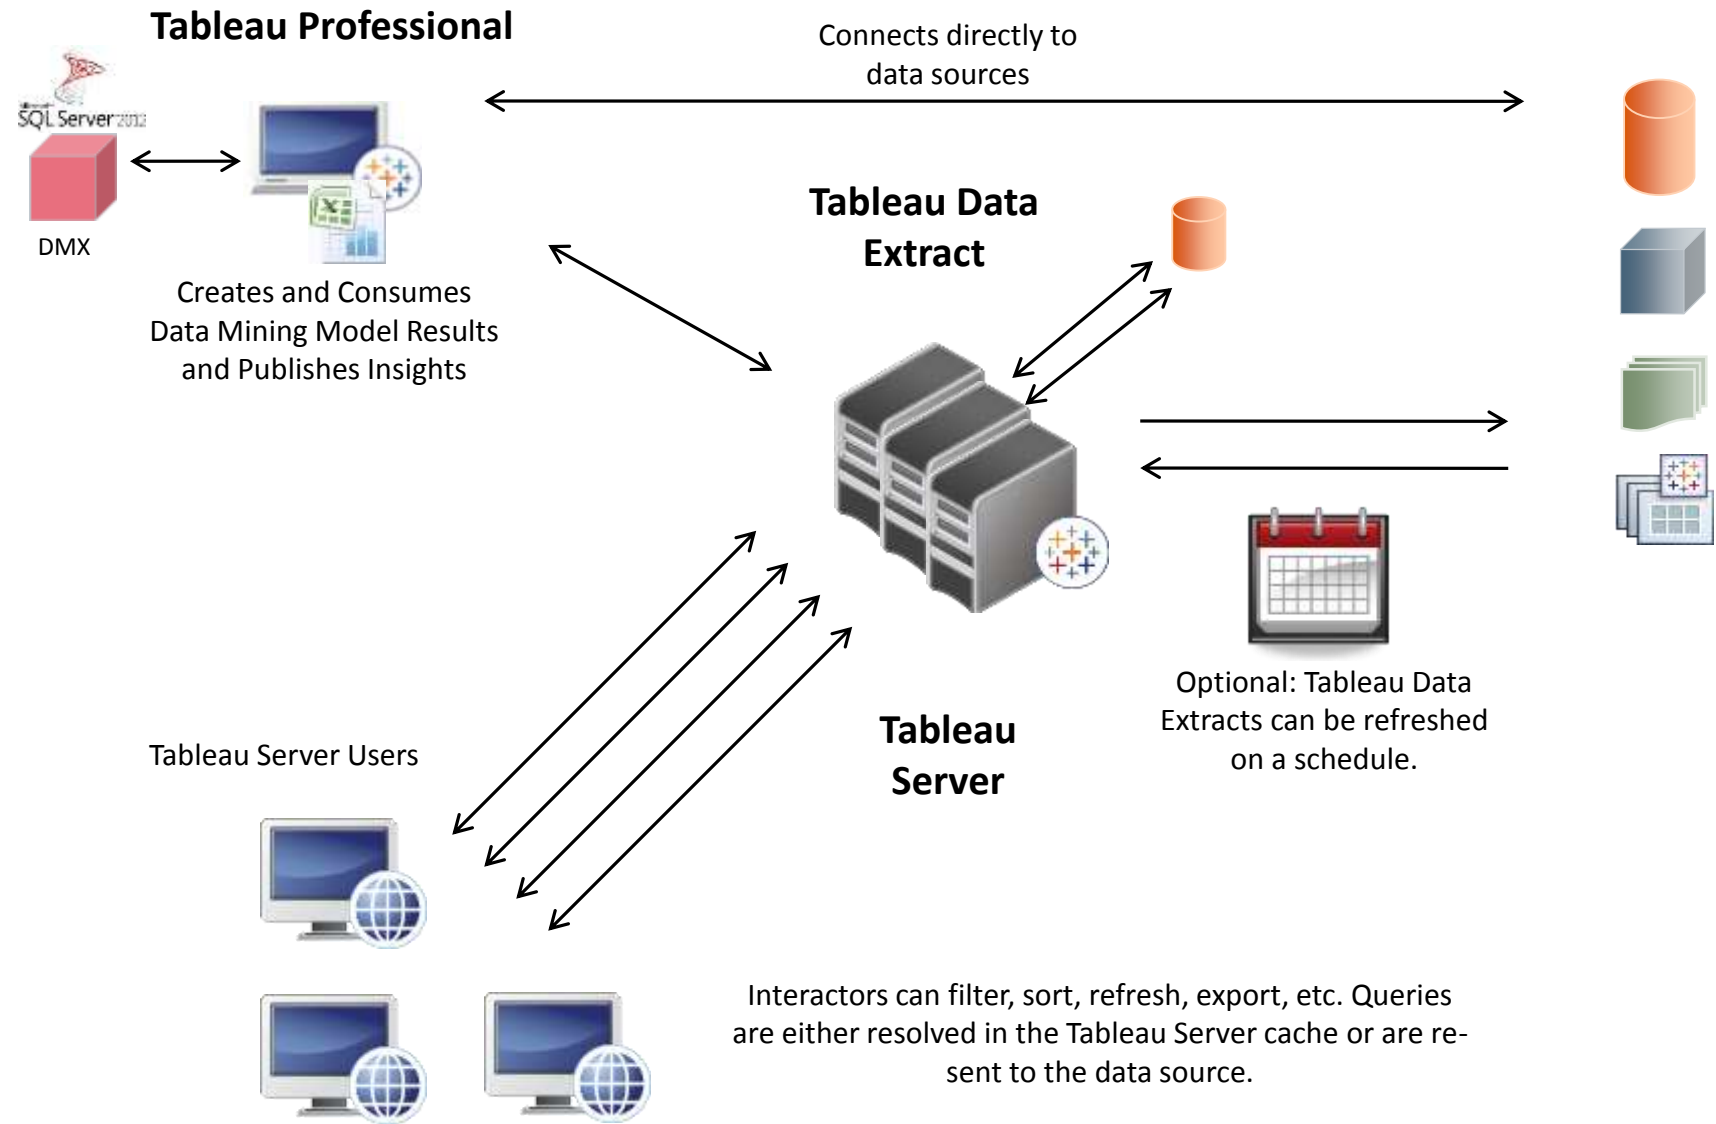 Tableau Professional
Connects directly to
data sources
SQL Server 2012
DMX
Tableau Data
Extract
Creates and Consumes
Data Mining Model Results
and Publishes Insights
Optional: Tableau Data
Extracts can be refreshed
on a schedule.
Tableau
Server
Tableau Server Users
Interactors can filter, sort, refresh, export, etc. Queries
are either resolved in the Tableau Server cache or are re-
sent to the data source.